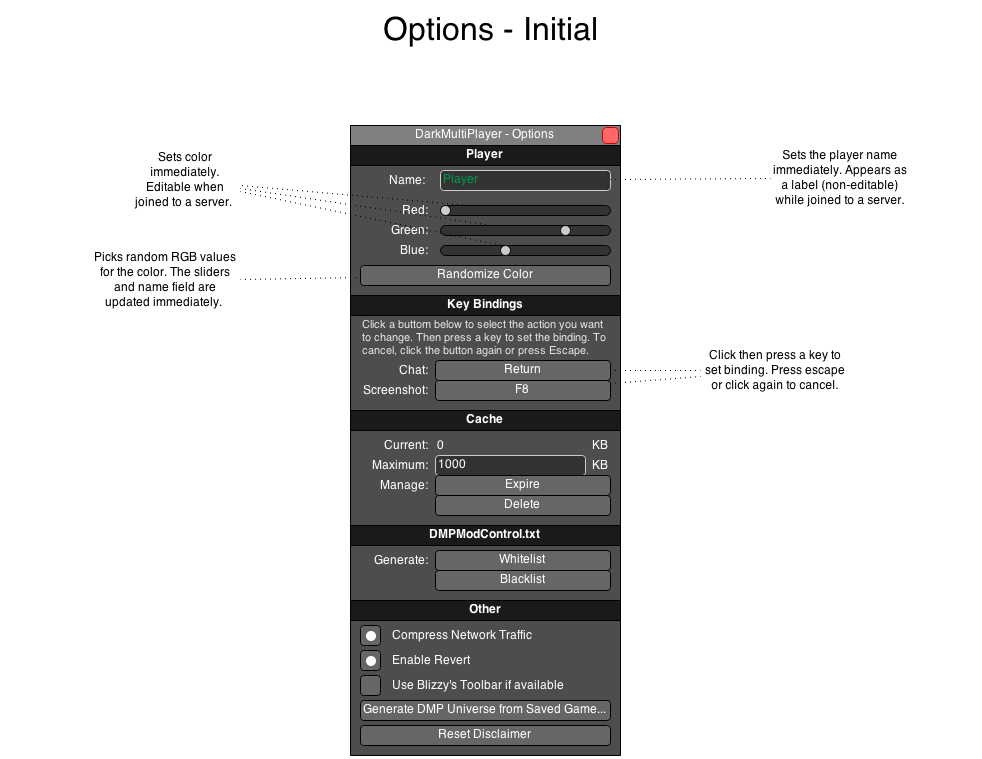 Options - Initial
DarkMultiPlayer - Options
Player
Sets color
immediately.
Editable when
joined to a server.
Name: Player
Sets the player name
immediately. Appears as
a label (non-editable)
while joined to a server.
Red:
Green:
Blue:
Picks random RGB values
for the color. The sliders
and name field are
updated immediately.
Randomize Color
Key Bindings
Click a buttom below to select the action you want
to change. Then press a key to set the binding. To
cancel, click the button again or press Escape.
Chat: Return
Screenshot: F8
Click then press a key to
set binding. Press escape
or click again to cancel.
Cache
Current: 0 KB
Maximum: 1000 KB
Manage: Expire
Delete
DMPModControl.txt
Generate: Whitelist
Blacklist
Other
Compress Network Traffic
Enable Revert
Use Blizzy's Toolbar if available
Generate DMP Universe from Saved Game...
Reset Disclaimer